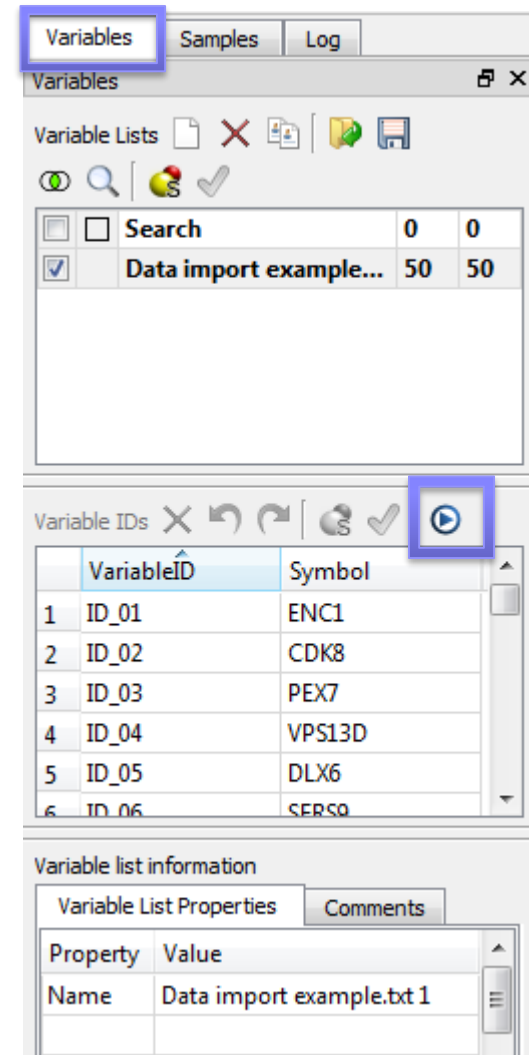 Variables Samples Log
Variables
Variable Lists
Search 0 0
Data import example... 50 50
Variable IDs
VariableID Symbol
1 ID_01 ENC1
2 ID_02 CDK8
3 ID_03 PEX7
4 ID_04 VPS13D
5 ID_05 DLX6
6 ID_06
Variable list information
Variable List Properties Comments
Property Value
Name Data import example.txt 1